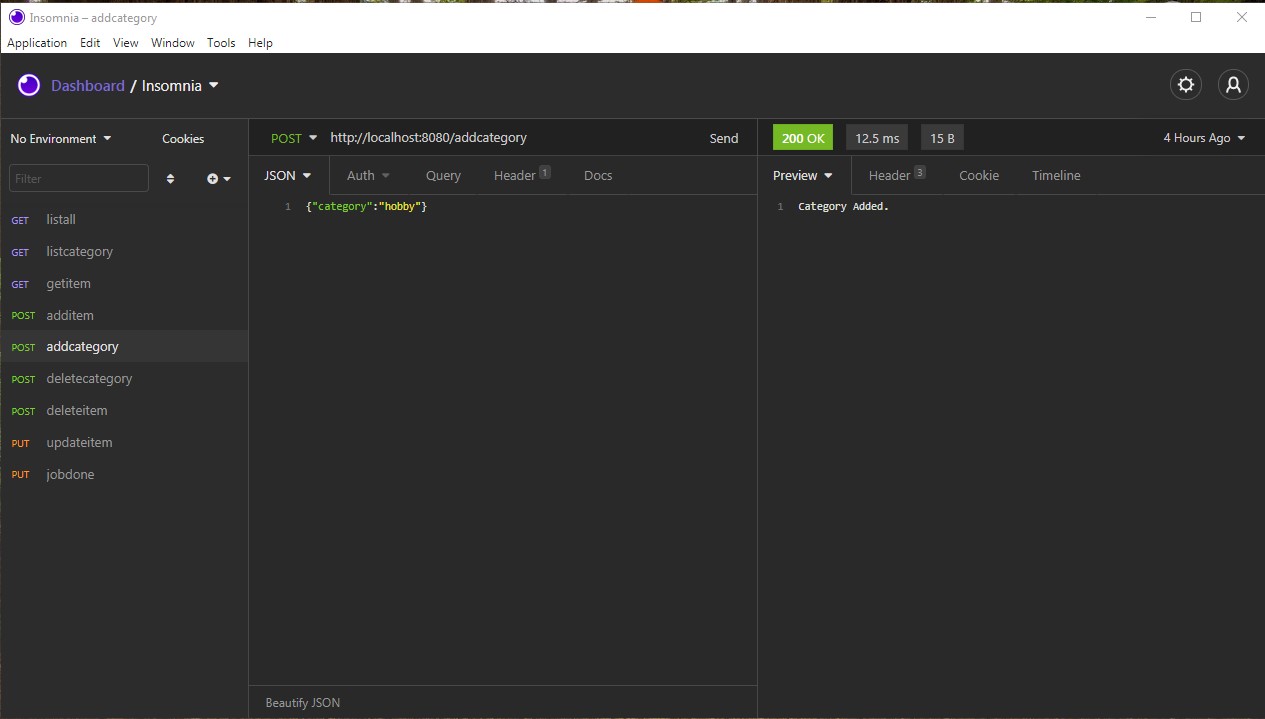 Insomnia – addcategory
Application Edit View Window Tools Help
Dashboard / Insomnia
No Environment Cookies
POST http://localhost:8080/addcategory Send
200 OK 12.5 ms 15 B 4 Hours Ago
Filter
JSON Auth Query Header 1 Docs
Preview Header 3 Cookie Timeline
1 {"category":"hobby"}
1 Category Added.
GET listall
GET listcategory
GET getitem
POST additem
POST addcategory
POST deletecategory
POST deleteitem
PUT updateitem
PUT jobdone
Beautify JSON